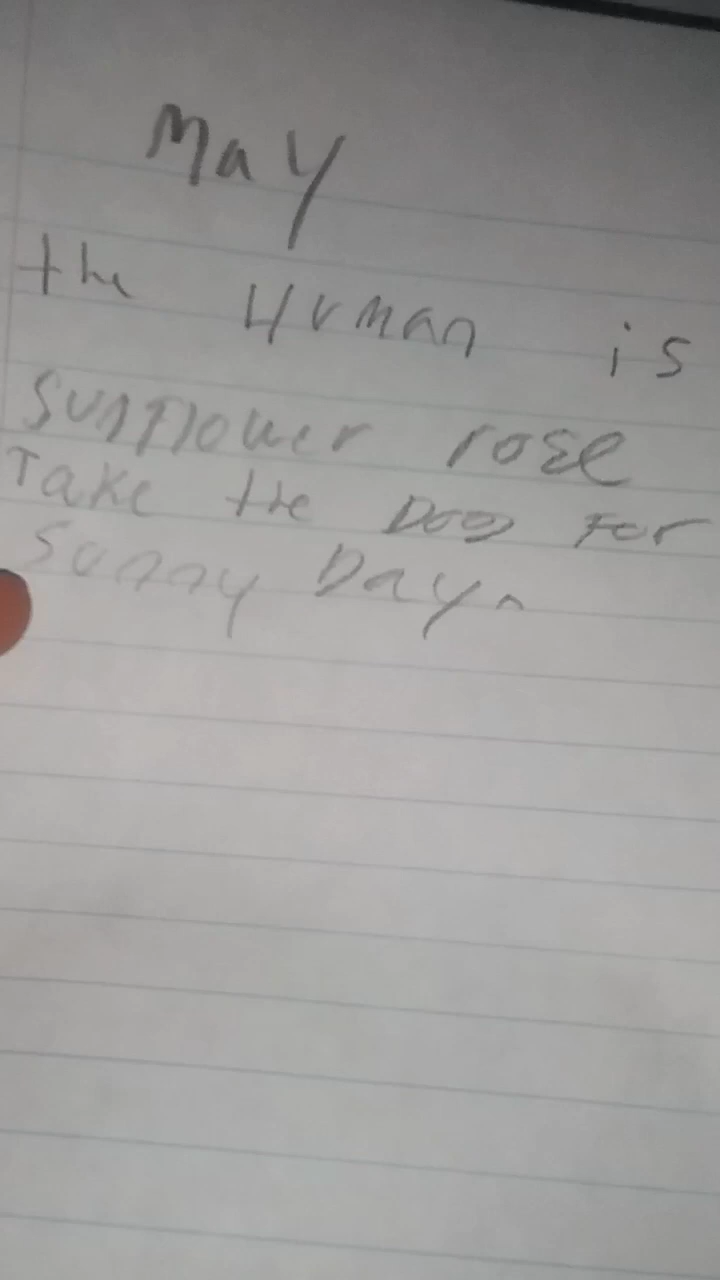 May
the Human is
Sunflower rose
Take the Dog For
Sunny Day